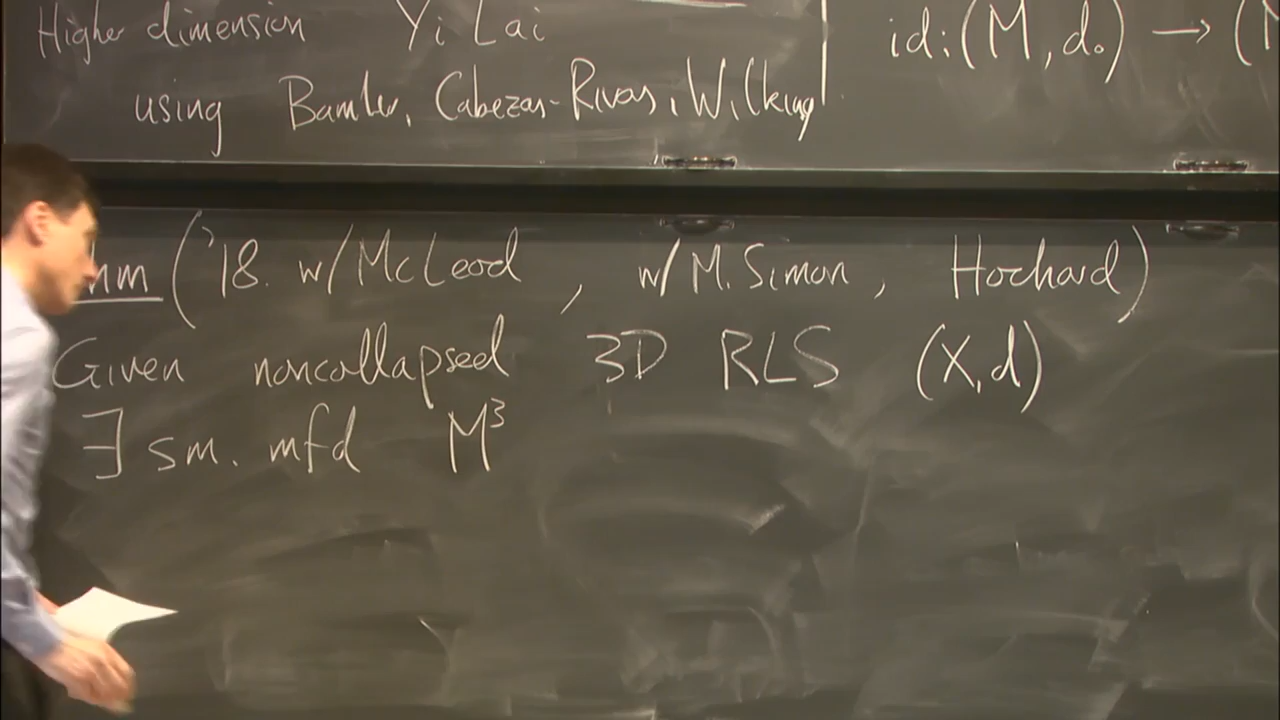 Higher dimension Yi Lai
using Bamler, Cabezas-Rivas, Wilking
id:(M,d₀) → (M
('18. w/McLeod, w/M.Simon, Hochard)
Given noncollapsed 3D RLS (X,d)
∃ sm. mfd M³